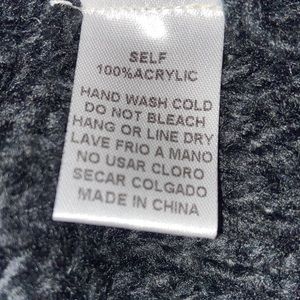 SELF
100%ACRYLIC
HAND WASH COLD
DO NOT BLEACH
HANG OR LINE DRY
LAVE FRIO A MANO
NO USAR CLORO
SECAR COLGADO
MADE IN CHINA